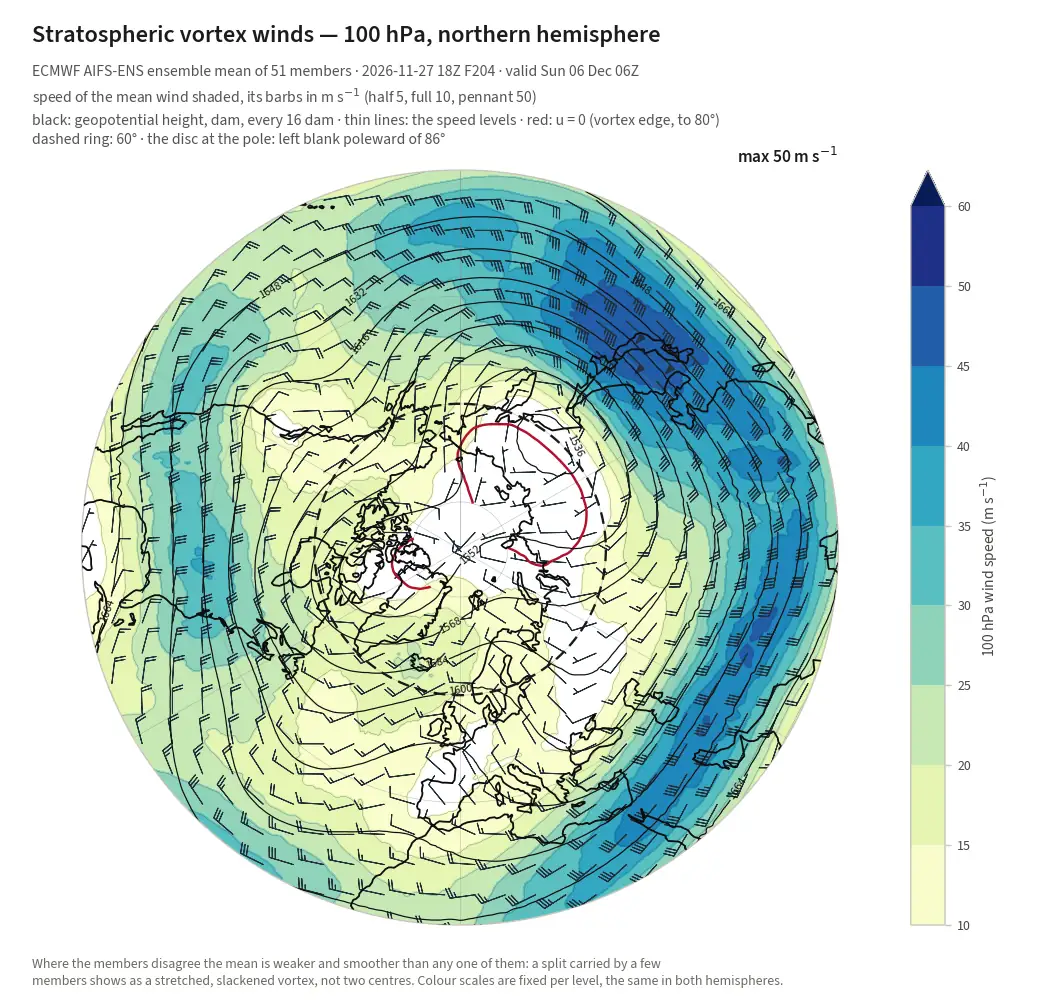 Stratospheric vortex winds — 100 hPa, northern hemisphere
ECMWF AIFS-ENS ensemble mean of 51 members · 2026-11-27 18Z F204 · valid Sun 06 Dec 06Z
speed of the mean wind shaded, its barbs in m s⁻¹ (half 5, full 10, pennant 50)
black: geopotential height, dam, every 16 dam · thin lines: the speed levels · red: u = 0 (vortex edge, to 80°)
dashed ring: 60° · the disc at the pole: left blank poleward of 86°
max 50 m s⁻¹
60
50
45
40
35
30
25
20
15
10
100 hPa wind speed (m s⁻¹)
1648
1632
1616
1648
1536
1552
1568
1584
1600
1664
1664
Where the members disagree the mean is weaker and smoother than any one of them: a split carried by a few
members shows as a stretched, slackened vortex, not two centres. Colour scales are fixed per level, the same in both hemispheres.